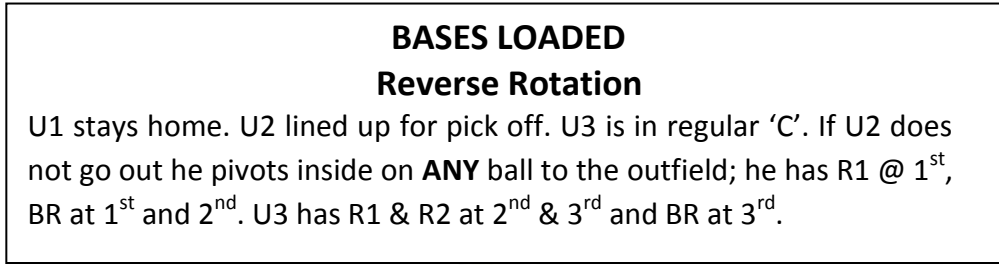 BASES LOADED
Reverse Rotation
U1 stays home. U2 lined up for pick off. U3 is in regular ‘C’. If U2 does
not go out he pivots inside on ANY ball to the outfield; he has R1 @ 1st,
BR at 1st and 2nd. U3 has R1 & R2 at 2nd & 3rd and BR at 3rd.